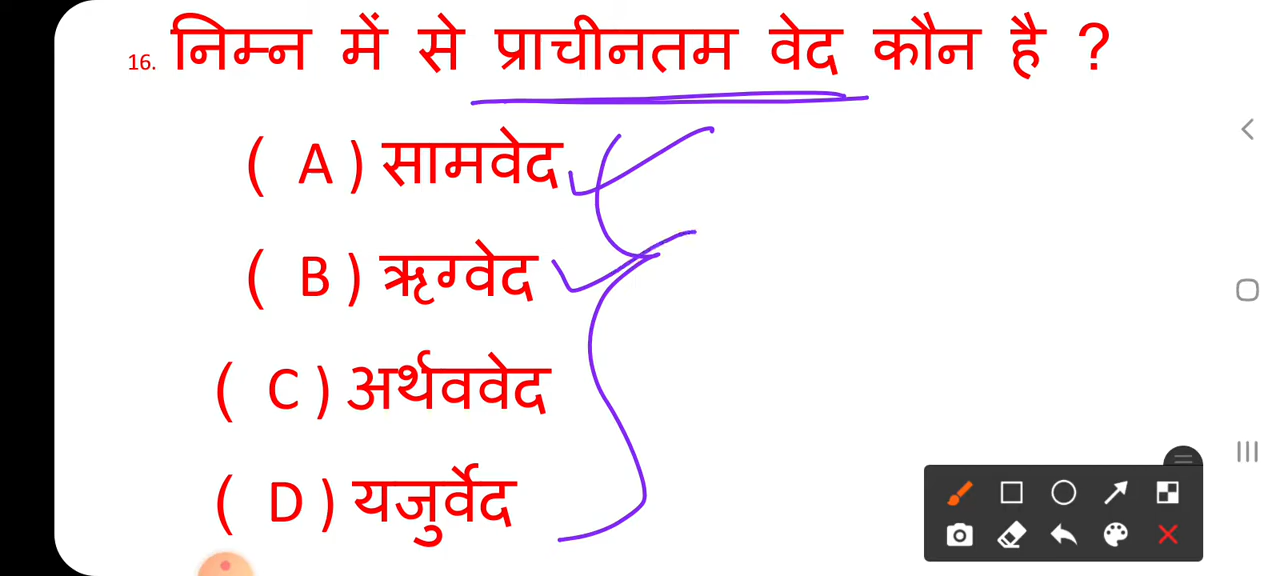 16. निम्न में से प्राचीनतम वेद कौन है ?
( A ) सामवेद
( B ) ऋग्वेद
( C ) अर्थववेद
( D ) यजुर्वेद